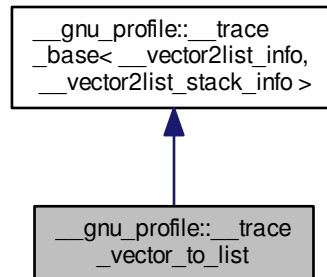 __gnu_profile::__trace
_base< __vector2list_info,
__vector2list_stack_info >
__gnu_profile::__trace
_vector_to_list